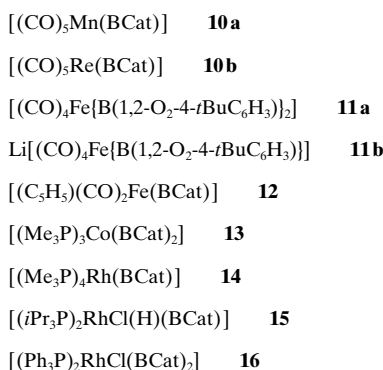 [(CO)₅Mn(BCat)] 10a
[(CO)₅Re(BCat)] 10b
[(CO)₄Fe{B(1,2-O₂-4-tBuC₆H₃)}₂] 11a
Li[(CO)₄Fe{B(1,2-O₂-4-tBuC₆H₃)}] 11b
[(C₅H₅)(CO)₂Fe(BCat)] 12
[(Me₃P)₃Co(BCat)₂] 13
[(Me₃P)₄Rh(BCat)] 14
[(iPr₃P)₂RhCl(H)(BCat)] 15
[(Ph₃P)₂RhCl(BCat)₂] 16